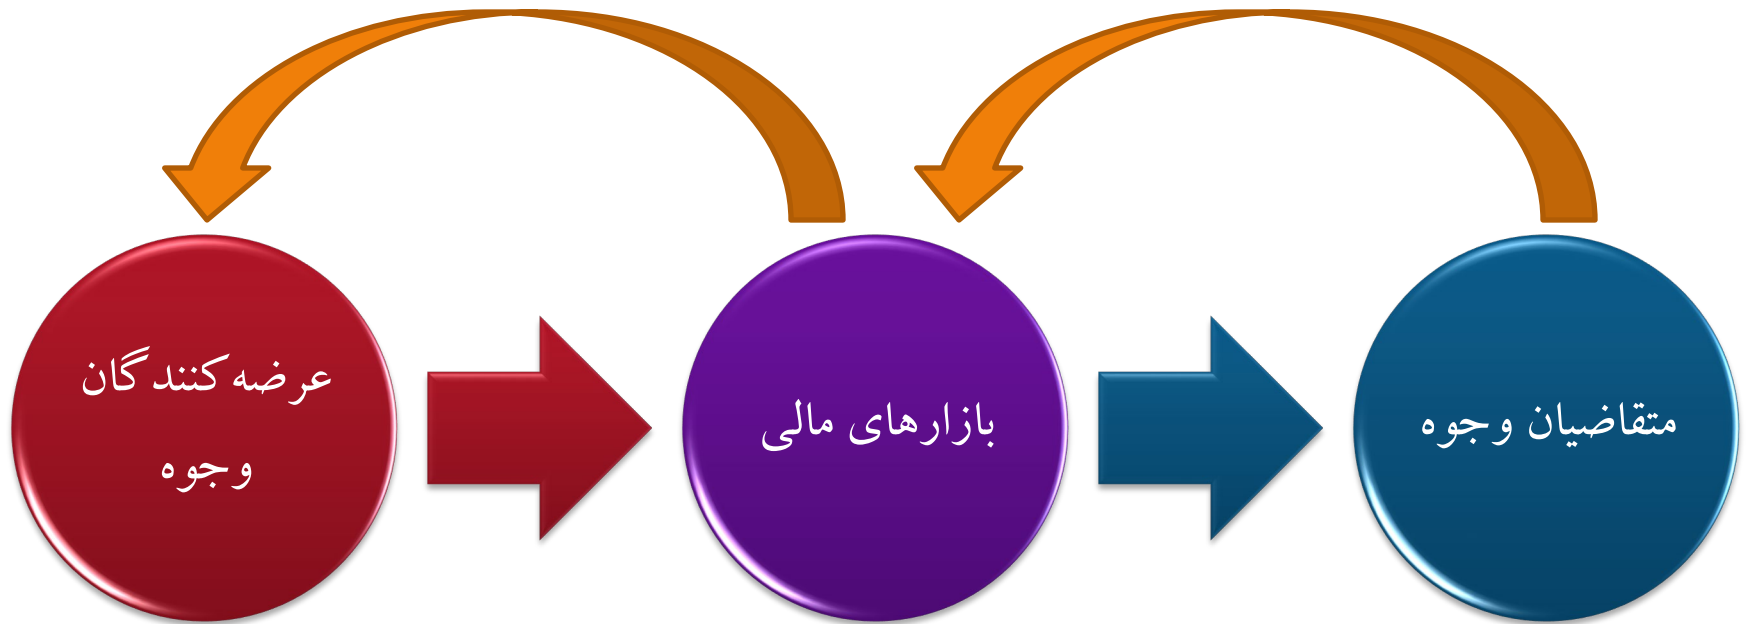 عرضه‌کنندگان
وجوه
بازارهای مالی
متقاضیان وجوه